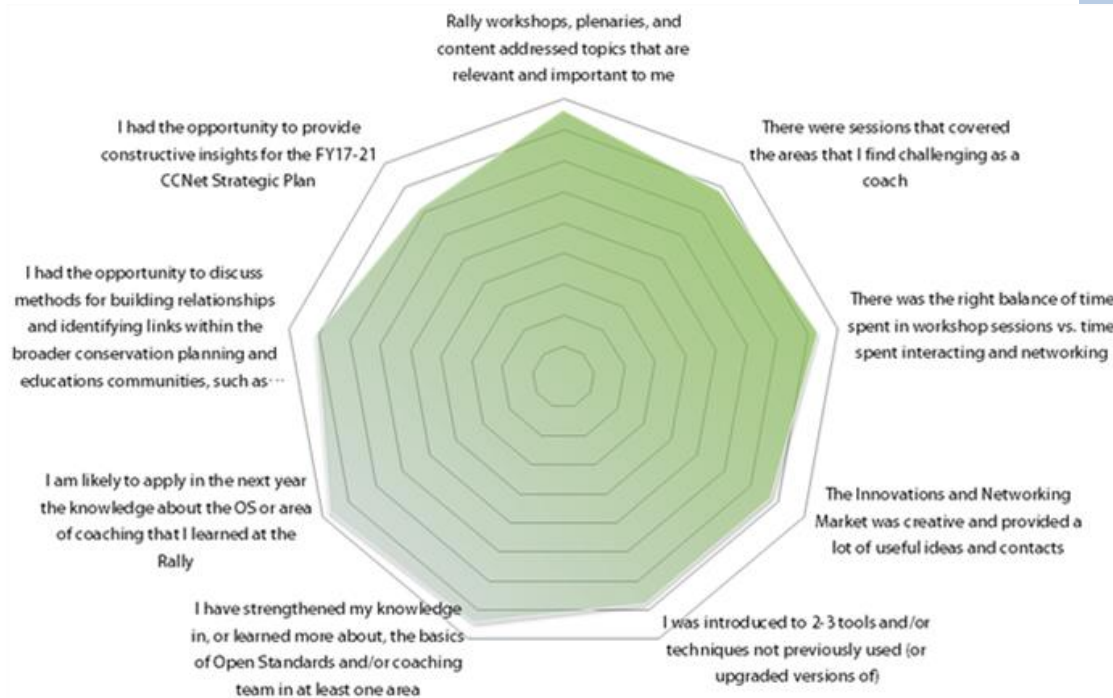 Rally workshops, plenaries, and
content addressed topics that are
relevant and important to me
I had the opportunity to provide
constructive insights for the FY17-21
CCNet Strategic Plan
There were sessions that covered
the areas that I find challenging as a
coach
I had the opportunity to discuss
methods for building relationships
and identifying links within the
broader conservation planning and
educations communities, such as…
There was the right balance of time
spent in workshop sessions vs. time
spent interacting and networking
I am likely to apply in the next year
the knowledge about the OS or area
of coaching that I learned at the
Rally
The Innovations and Networking
Market was creative and provided a
lot of useful ideas and contacts
I have strengthened my knowledge
in, or learned more about, the basics
of Open Standards and/or coaching
team in at least one area
I was introduced to 2-3 tools and/or
techniques not previously used (or
upgraded versions of)